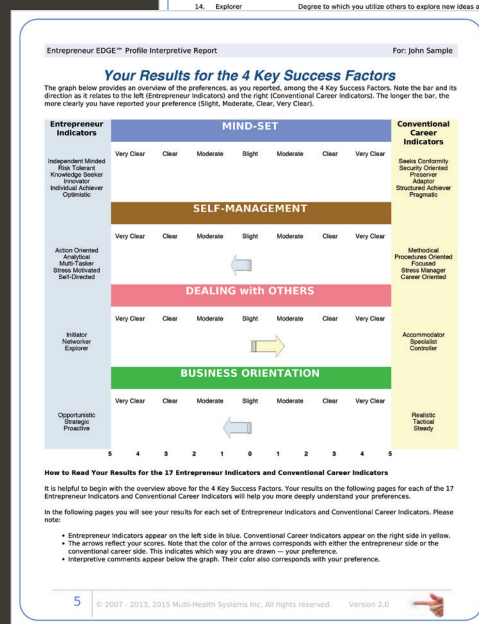 14. Explorer Degree to which you utilize others to explore new ideas a
Entrepreneur EDGE™ Profile Interpretive Report For: John Sample
Your Results for the 4 Key Success Factors
The graph below provides an overview of the preferences, as you reported, among the 4 Key Success Factors. Note the bar and its
direction as it relates to the left (Entrepreneur Indicators) and the right (Conventional Career Indicators). The longer the bar, the
more clearly you have reported your preference (Slight, Moderate, Clear, Very Clear).
Entrepreneur
Indicators
MIND-SET
Conventional
Career
Indicators
Very Clear Clear Moderate Slight Moderate Clear Very Clear
Independent Minded
Risk Tolerant
Knowledge Seeker
Innovator
Individual Achiever
Optimistic
Seeks Conformity
Security Oriented
Preserver
Adaptor
Structured Achiever
Pragmatic
SELF-MANAGEMENT
Very Clear Clear Moderate Slight Moderate Clear Very Clear
Action Oriented
Analytical
Multi-Tasker
Stress Motivated
Self-Directed
Methodical
Procedures Oriented
Focused
Stress Manager
Career Oriented
DEALING with OTHERS
Very Clear Clear Moderate Slight Moderate Clear Very Clear
Initiator
Networker
Explorer
Accommodator
Specialist
Controller
BUSINESS ORIENTATION
Very Clear Clear Moderate Slight Moderate Clear Very Clear
Opportunistic
Strategic
Proactive
Realistic
Tactical
Steady
5 4 3 2 1 0 1 2 3 4 5
How to Read Your Results for the 17 Entrepreneur Indicators and Conventional Career Indicators
It is helpful to begin with the overview above for the 4 Key Success Factors. Your results on the following pages for each of the 17
Entrepreneur Indicators and Conventional Career Indicators will help you more deeply understand your preferences.
In the following pages you will see your results for each set of Entrepreneur Indicators and Conventional Career Indicators. Please
note:
• Entrepreneur Indicators appear on the left side in blue. Conventional Career Indicators appear on the right side in yellow.
• The arrows reflect your scores. Note that the color of the arrows corresponds with either the entrepreneur side or the
conventional career side. This indicates which way you are drawn — your preference.
• Interpretive comments appear below the graph. Their color also corresponds with your preference.
5 © 2007 - 2013, 2015 Multi-Health Systems Inc. All rights reserved. Version 2.0